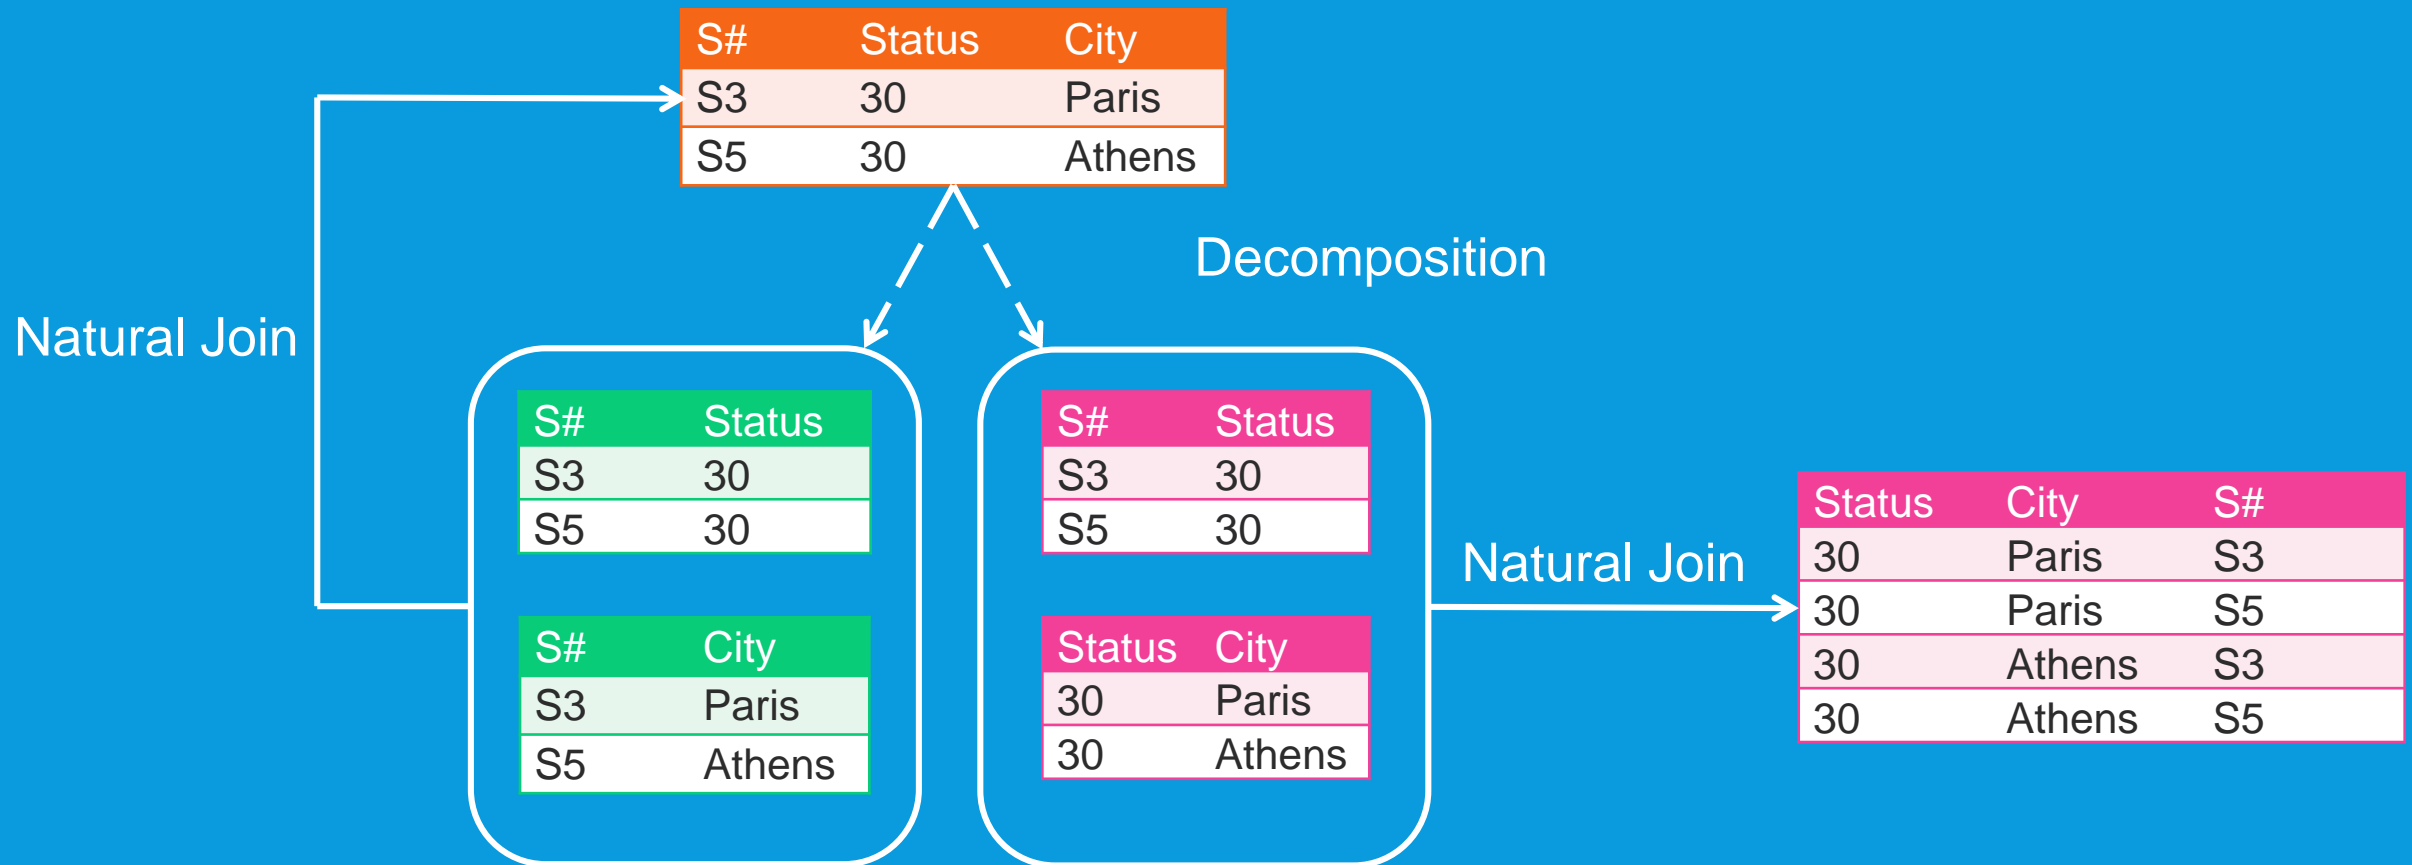 S# Status City
S3 30 Paris
S5 30 Athens
Decomposition
Natural Join
S# Status
S3 30
S5 30
S# City
S3 Paris
S5 Athens
S# Status
S3 30
S5 30
Status City
30 Paris
30 Athens
Natural Join
Status City S#
30 Paris S3
30 Paris S5
30 Athens S3
30 Athens S5